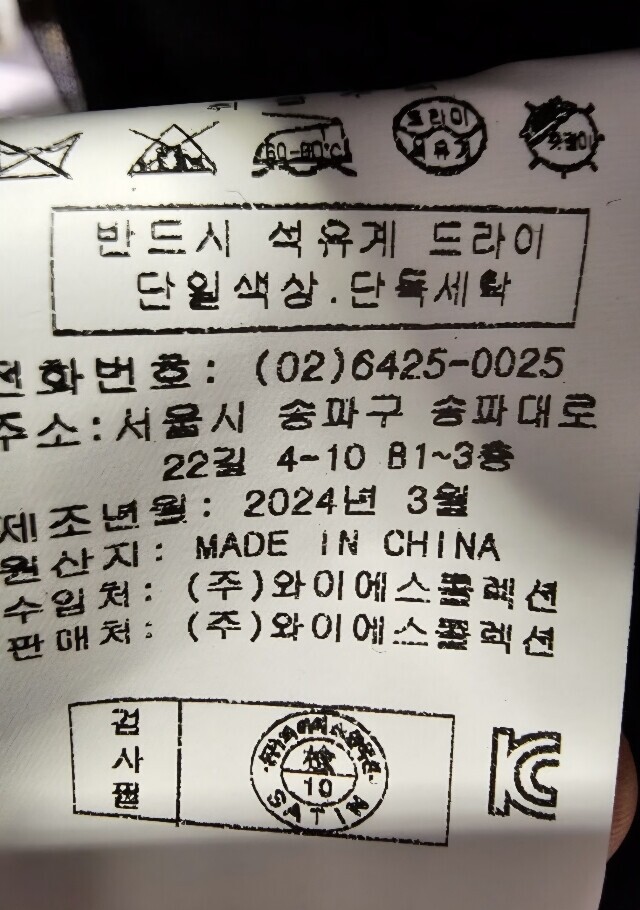 60-80°C 드라이
석유계
반드시 석유계 드라이
단일색상.단독세탁
전화번호: (02)6425-0025
주소:서울시 송파구 송파대로
22길 4-10 B1~3층
제조년월: 2024년 3월
원산지: MADE IN CHINA
수입처: (주)와이에스콜렉션
판매처: (주)와이에스콜렉션
검사필
檢
10
SATIN